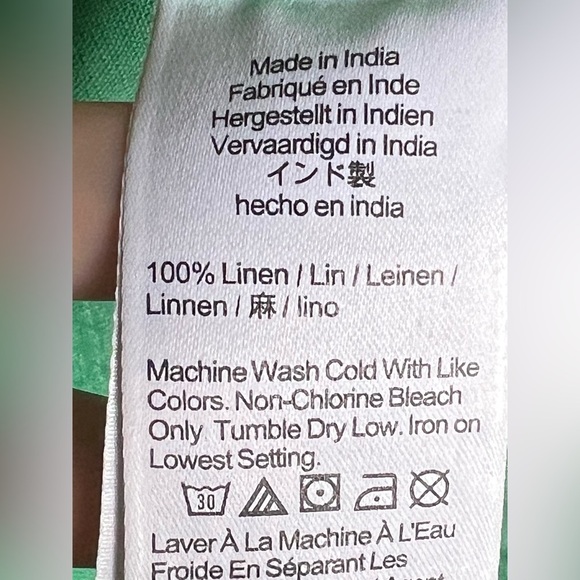 Made in India
Fabriqué en Inde
Hergestellt in Indien
Vervaardigd in India
インド製
hecho en india
100% Linen / Lin / Leinen /
Linnen / 麻 / lino
Machine Wash Cold With Like
Colors. Non-Chlorine Bleach
Only Tumble Dry Low. Iron on
Lowest Setting.
30
Laver À La Machine À L'Eau
Froide En Séparant Les